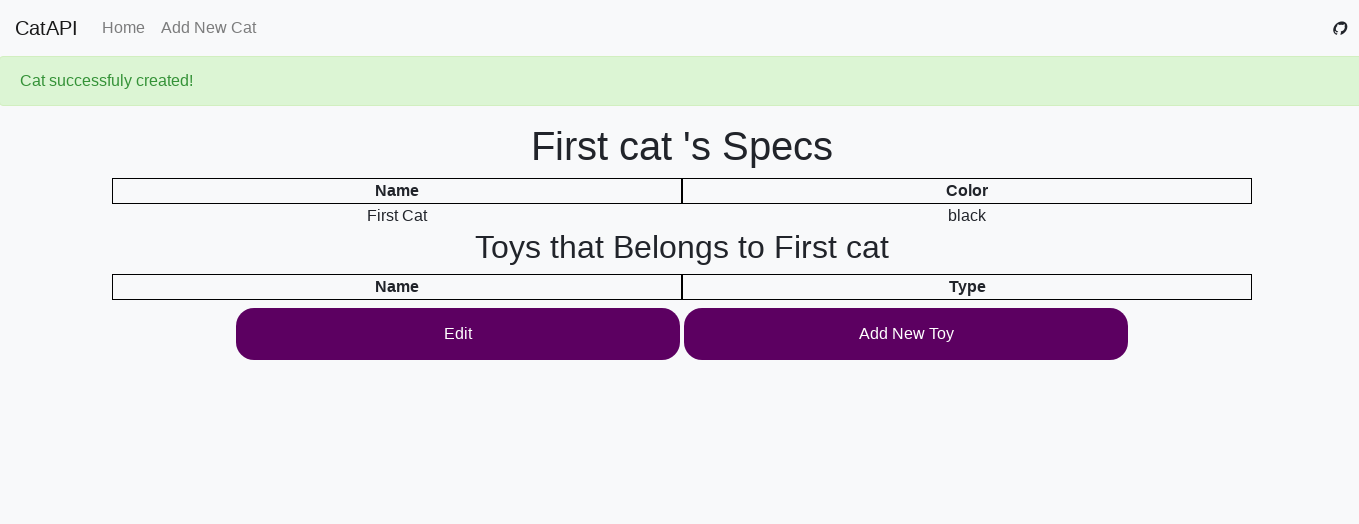 CatAPI Home Add New Cat
Cat successfuly created!
First cat 's Specs
Name Color
First Cat black
Toys that Belongs to First cat
Name Type
Edit Add New Toy